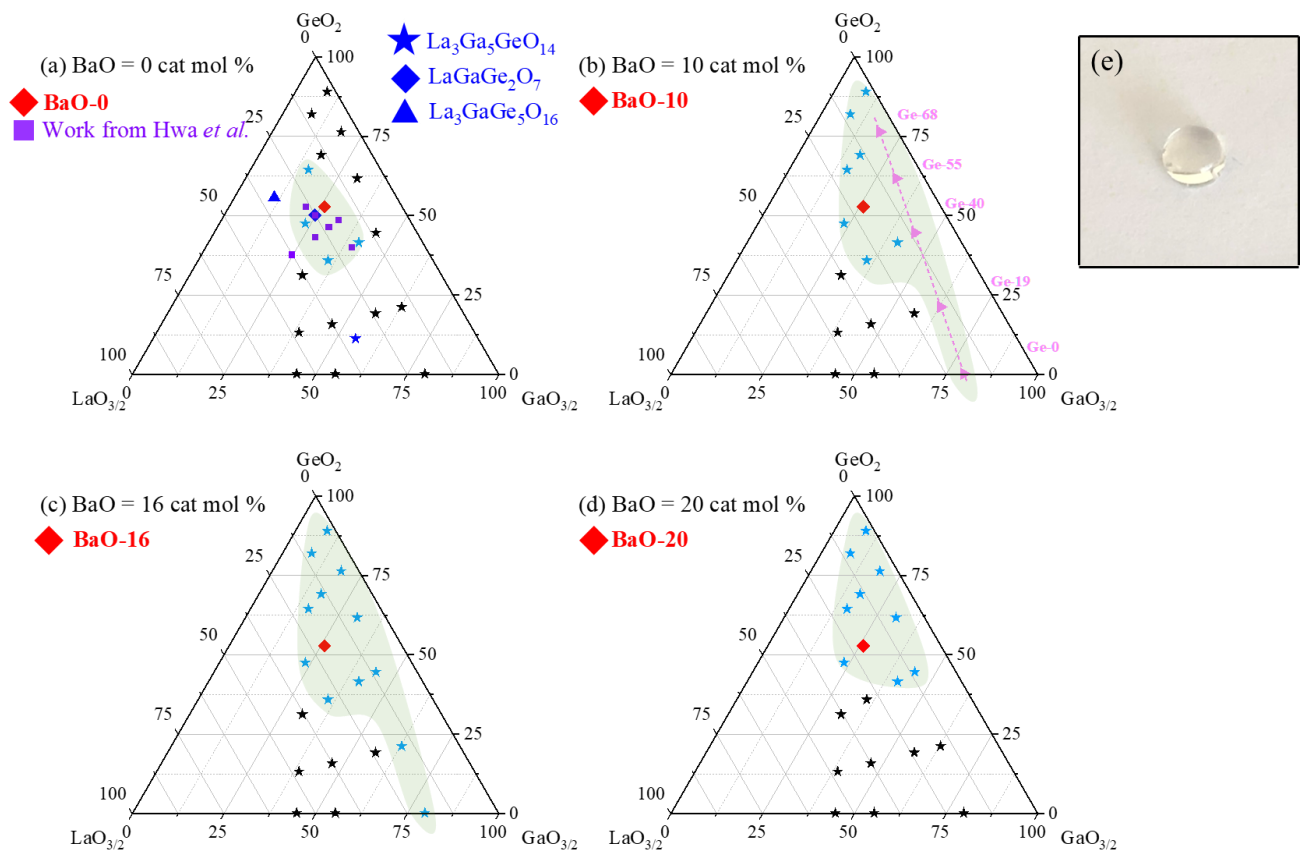 GeO₂
0
100
(a) BaO = 0 cat mol %
BaO-0
Work from Hwa et al.
La₃Ga₅GeO₁₄
LaGaGe₂O₇
La₃GaGe₅O₁₆
25
75
50
50
75
25
100
0
0
25
50
75
100
LaO₃/₂
GaO₃/₂
GeO₂
0
100
(b) BaO = 10 cat mol %
BaO-10
Ge-68
25
75
Ge-55
50
Ge-40
50
75
Ge-19
25
Ge-0
100
0
0
25
50
75
100
LaO₃/₂
GaO₃/₂
(e)
GeO₂
0
100
(c) BaO = 16 cat mol %
BaO-16
25
75
50
50
75
25
100
0
0
25
50
75
100
LaO₃/₂
GaO₃/₂
GeO₂
0
100
(d) BaO = 20 cat mol %
BaO-20
25
75
50
50
75
25
100
0
0
25
50
75
100
LaO₃/₂
GaO₃/₂